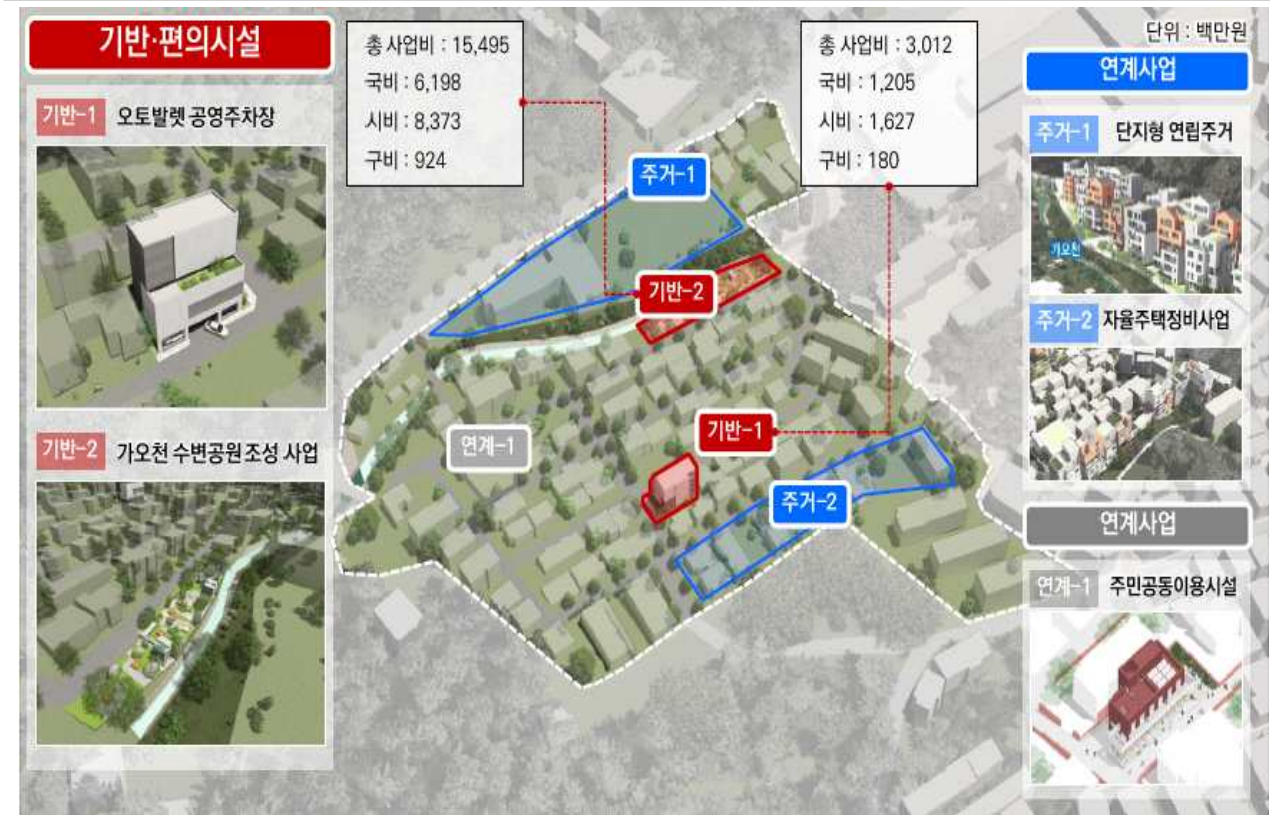 기반·편의시설
기반-1 오토발렛 공영주차장
기반-2 가오천 수변공원 조성 사업
총 사업비 : 15,495
국비 : 6,198
시비 : 8,373
구비 : 924
총 사업비 : 3,012
국비 : 1,205
시비 : 1,627
구비 : 180
주거-1
기반-2
기반-1
연계-1
주거-2
단위 : 백만원
연계사업
주거-1 단지형 연립주거
가오천
주거-2 자율주택정비사업
연계사업
연계-1 주민공동이용시설